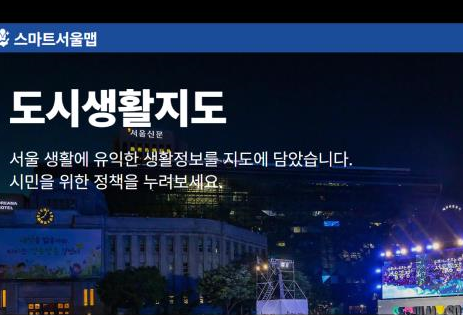 스마트서울맵
도시생활지도
서울신문
서울 생활에 유익한 생활정보를 지도에 담았습니다.
시민을 위한 정책을 누려보세요.